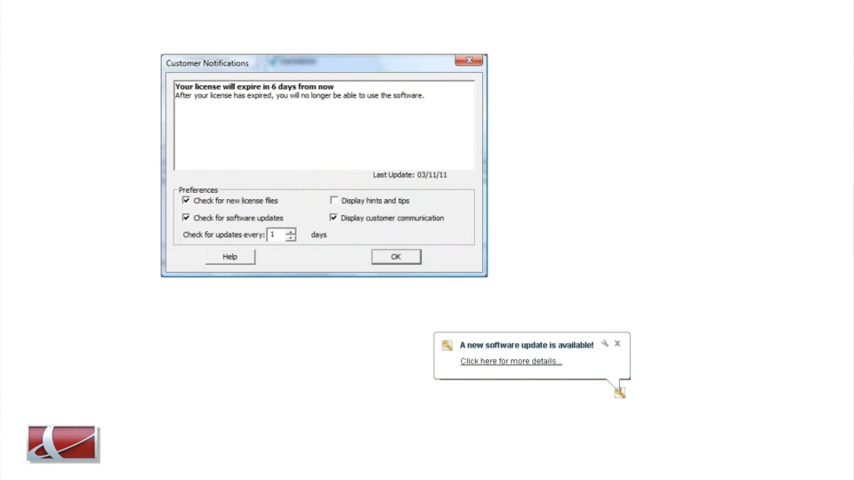 Customer Notifications
Your license will expire in 6 days from now
After your license has expired, you will no longer be able to use the software.
Last Update: 03/11/11
Preferences
Check for new license files
Display hints and tips
Check for software updates
Display customer communication
Check for updates every: 1 days
Help
OK
A new software update is available!
Click here for more details...